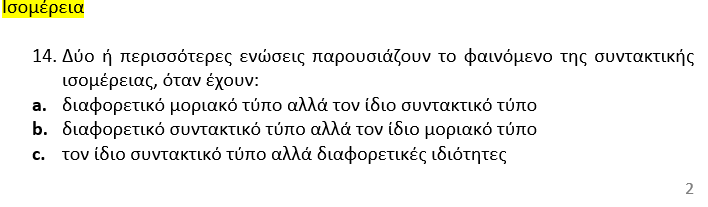 Ισομέρεια
14. Δύο ή περισσότερες ενώσεις παρουσιάζουν το φαινόμενο της συντακτικής
ισομέρειας, όταν έχουν:
a. διαφορετικό μοριακό τύπο αλλά τον ίδιο συντακτικό τύπο
b. διαφορετικό συντακτικό τύπο αλλά τον ίδιο μοριακό τύπο
c. τον ίδιο συντακτικό τύπο αλλά διαφορετικές ιδιότητες
2